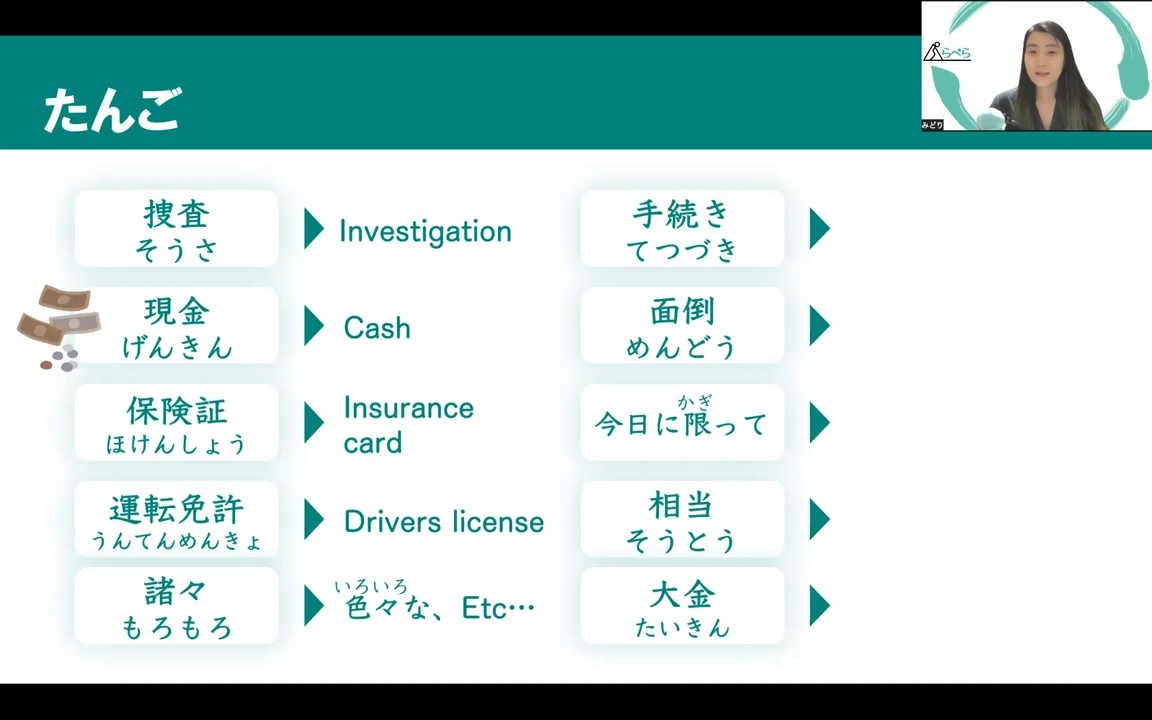 たんご
らぺら
みどり
捜査
そうさ
Investigation
現金
げんきん
Cash
保険証
ほけんしょう
Insurance
card
運転免許
うんてんめんきょ
Drivers license
諸々
もろもろ
いろいろ
色々な、Etc…
手続き
てつづき
面倒
めんどう
かぎ
今日に限って
相当
そうとう
大金
たいきん